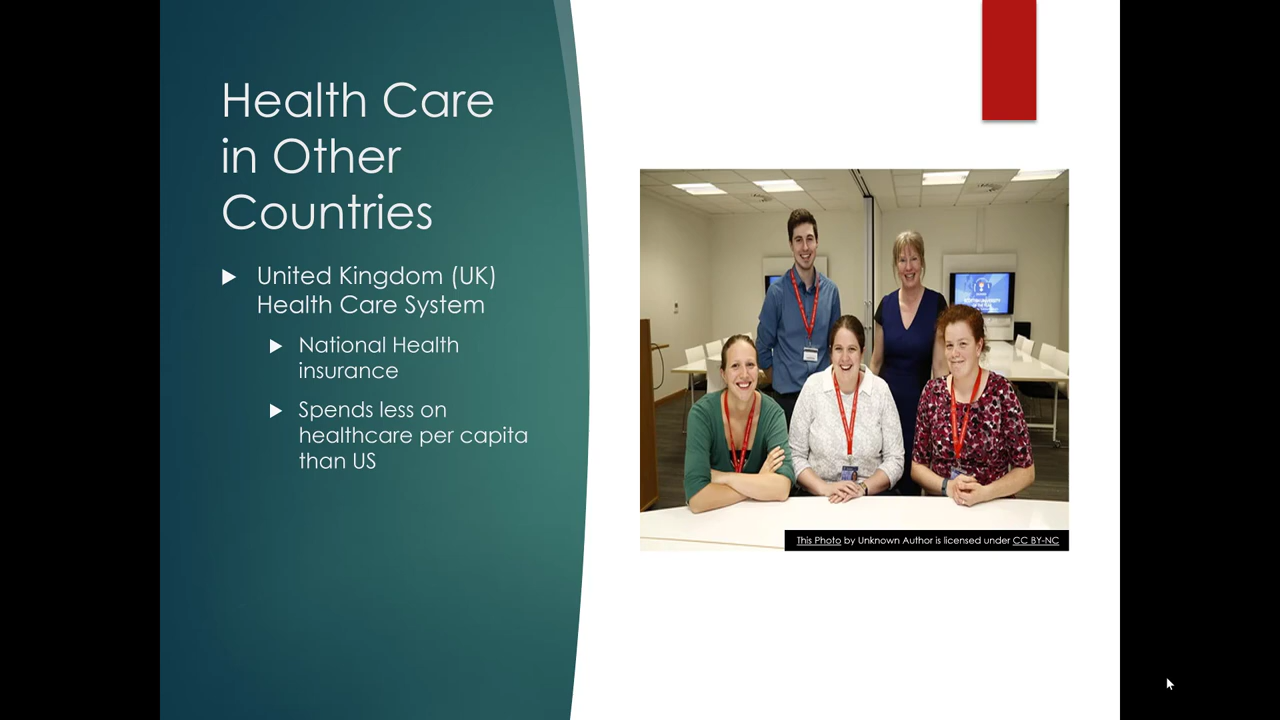 Health Care
in Other
Countries
United Kingdom (UK)
Health Care System
National Health
insurance
Spends less on
healthcare per capita
than US
This Photo by Unknown Author is licensed under CC BY-NC